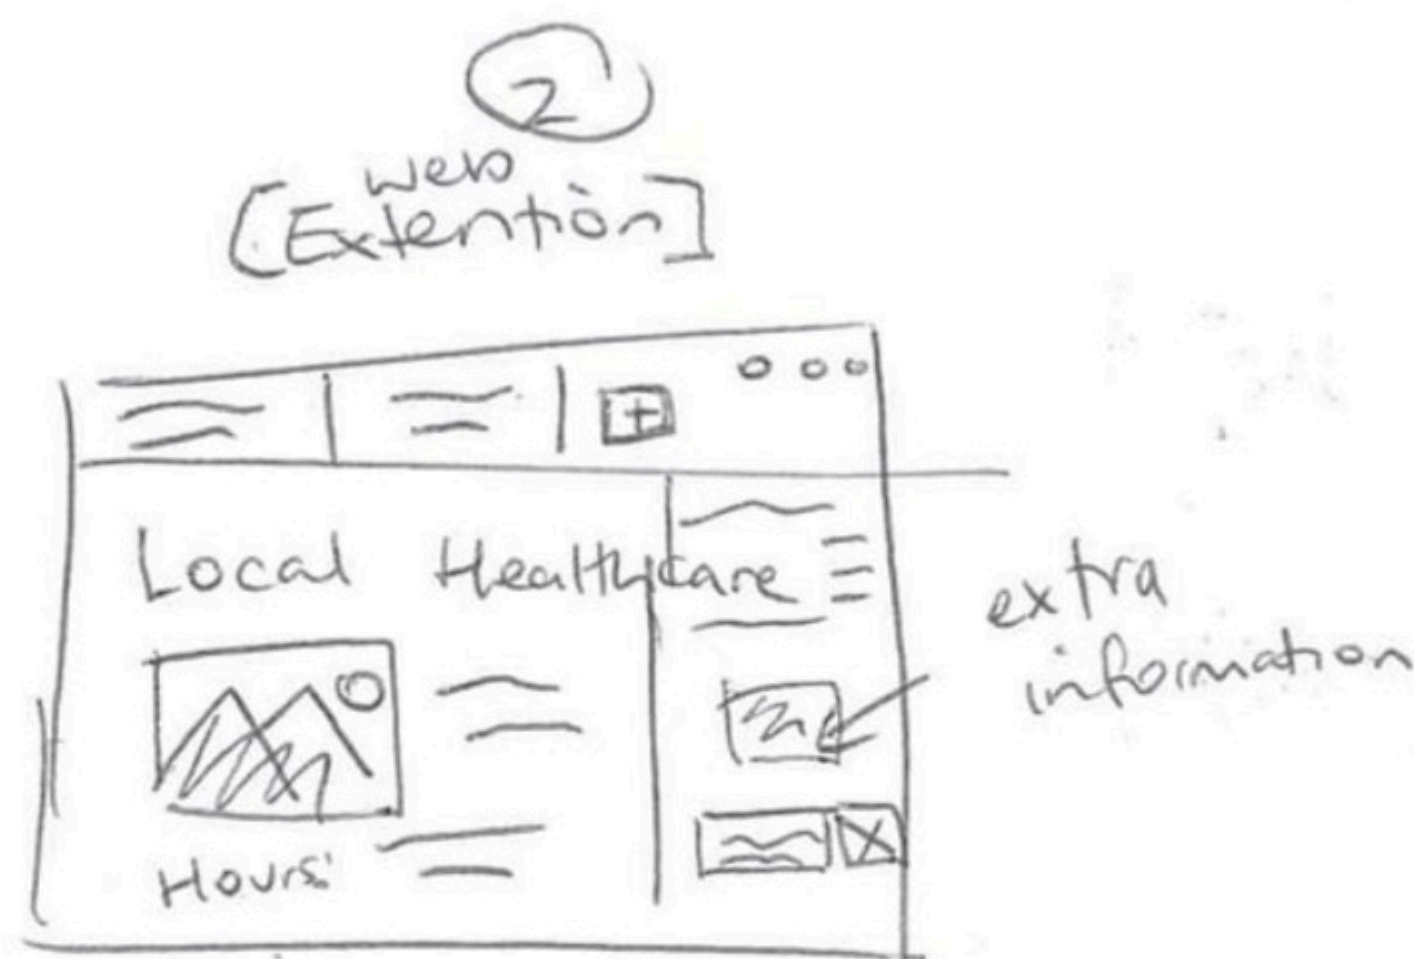 2
web
[Extention]
Local Healthcare
extra
information
Hours: